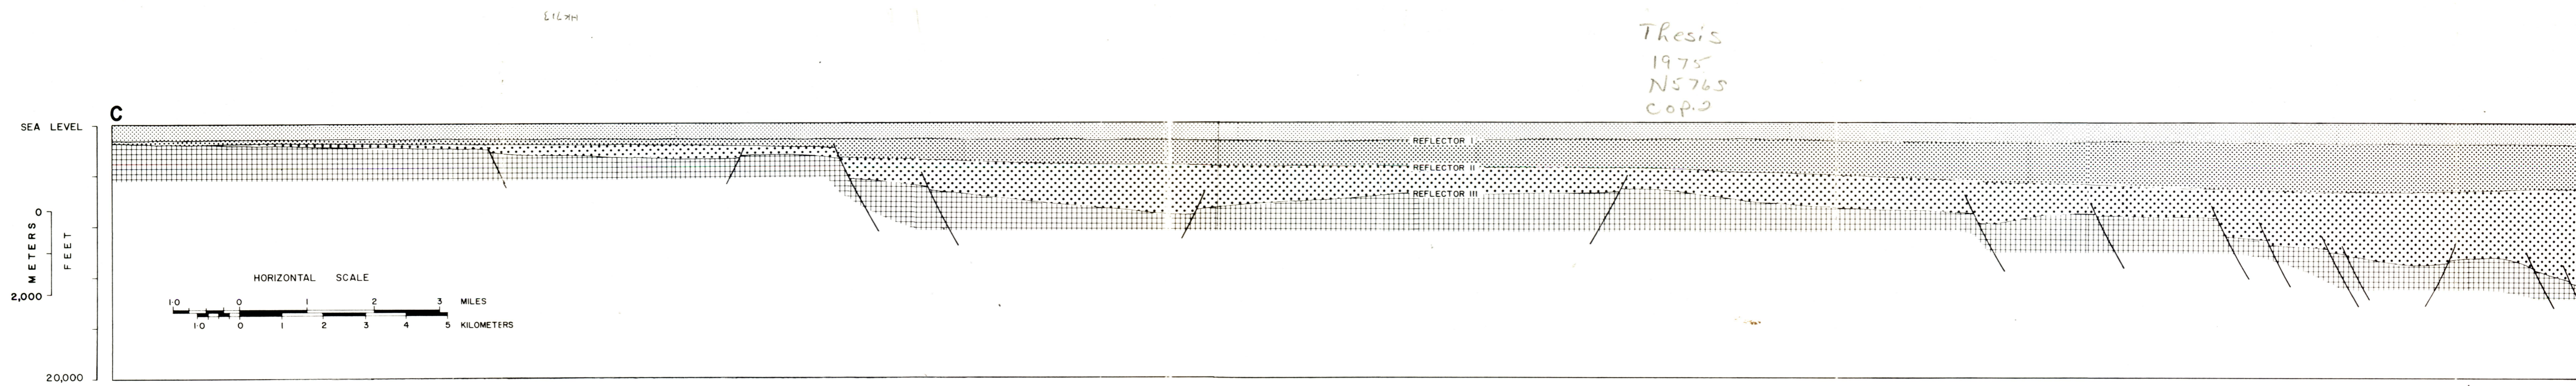 HK713
Thesis
1975
N576S
cop.2
C
SEA LEVEL
REFLECTOR I
REFLECTOR II
REFLECTOR III
0
METERS
FEET
2,000
20,000
HORIZONTAL SCALE
1·0 0 1 2 3 MILES
1·0 0 1 2 3 4 5 KILOMETERS